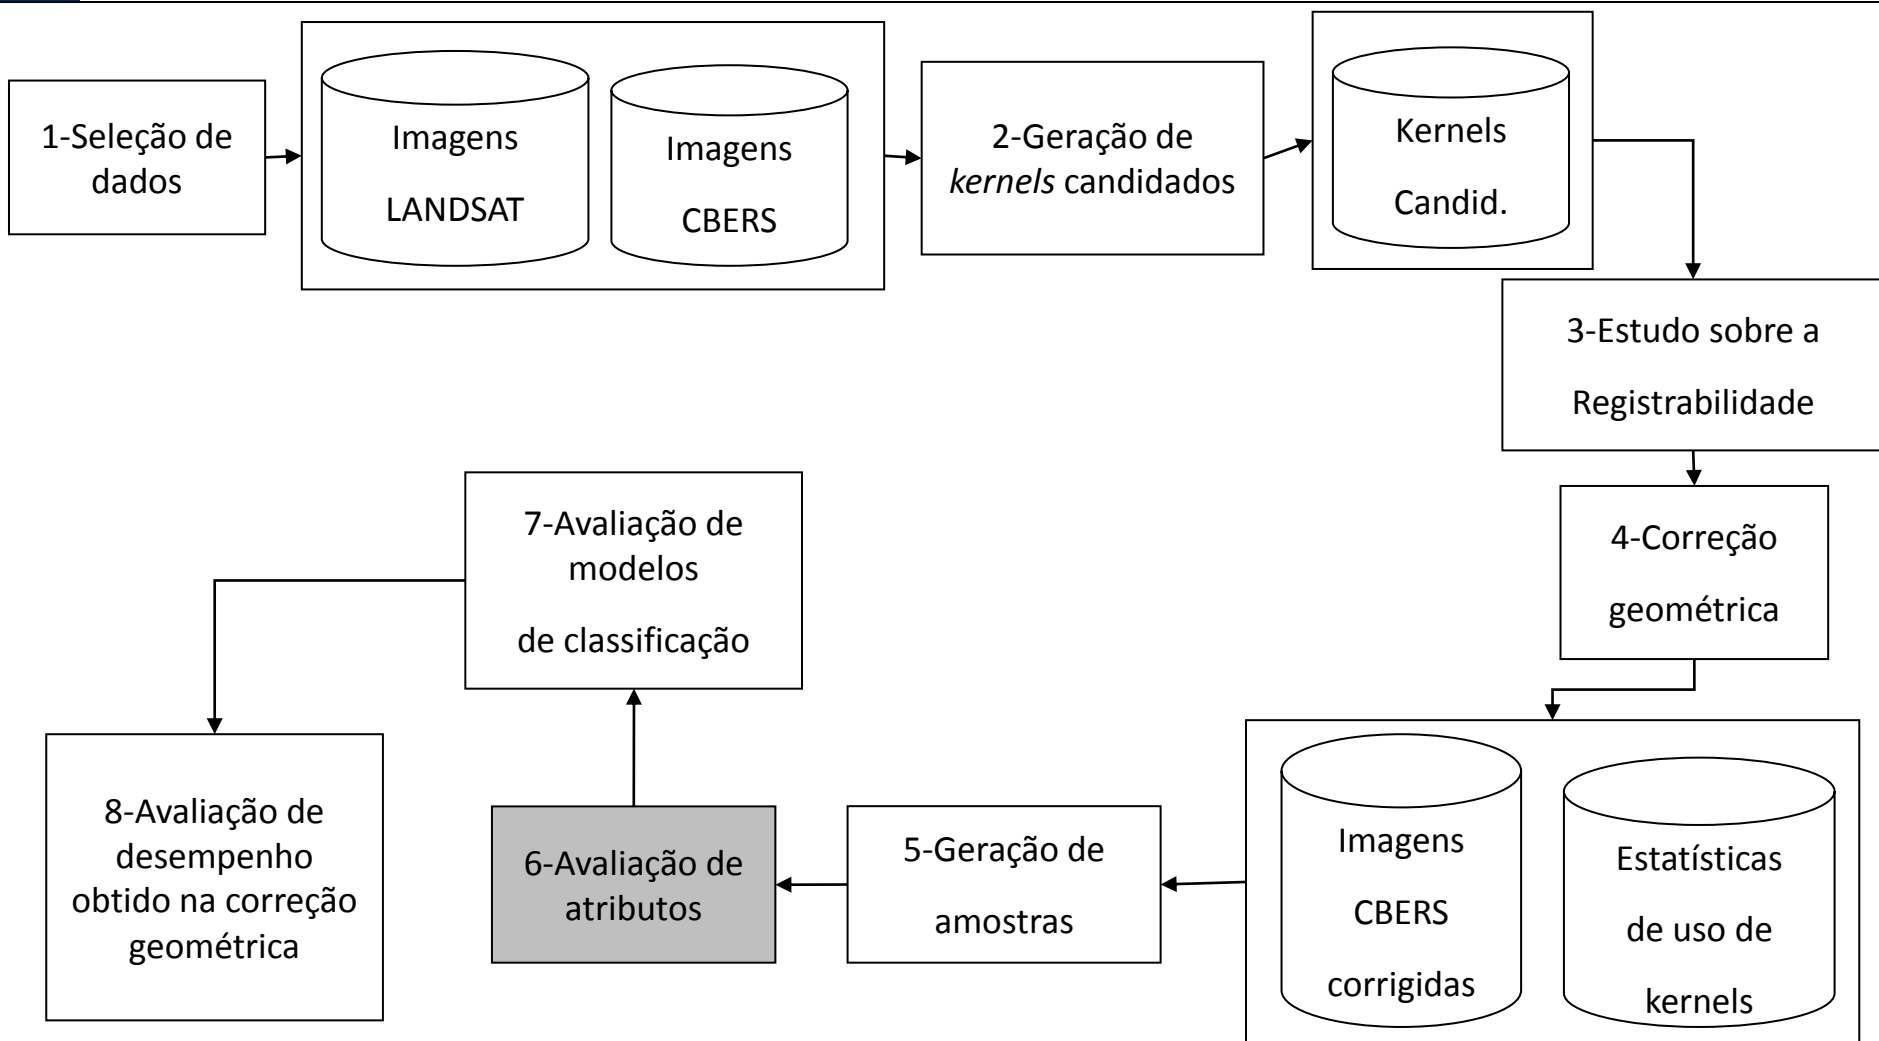 1-Seleção de
dados
Imagens
LANDSAT
Imagens
CBERS
2-Geração de
kernels candidados
Kernels
Candid.
3-Estudo sobre a
Registrabilidade
4-Correção
geométrica
Imagens
CBERS
corrigidas
Estatísticas
de uso de
kernels
5-Geração de
amostras
6-Avaliação de
atributos
7-Avaliação de
modelos
de classificação
8-Avaliação de
desempenho
obtido na correção
geométrica